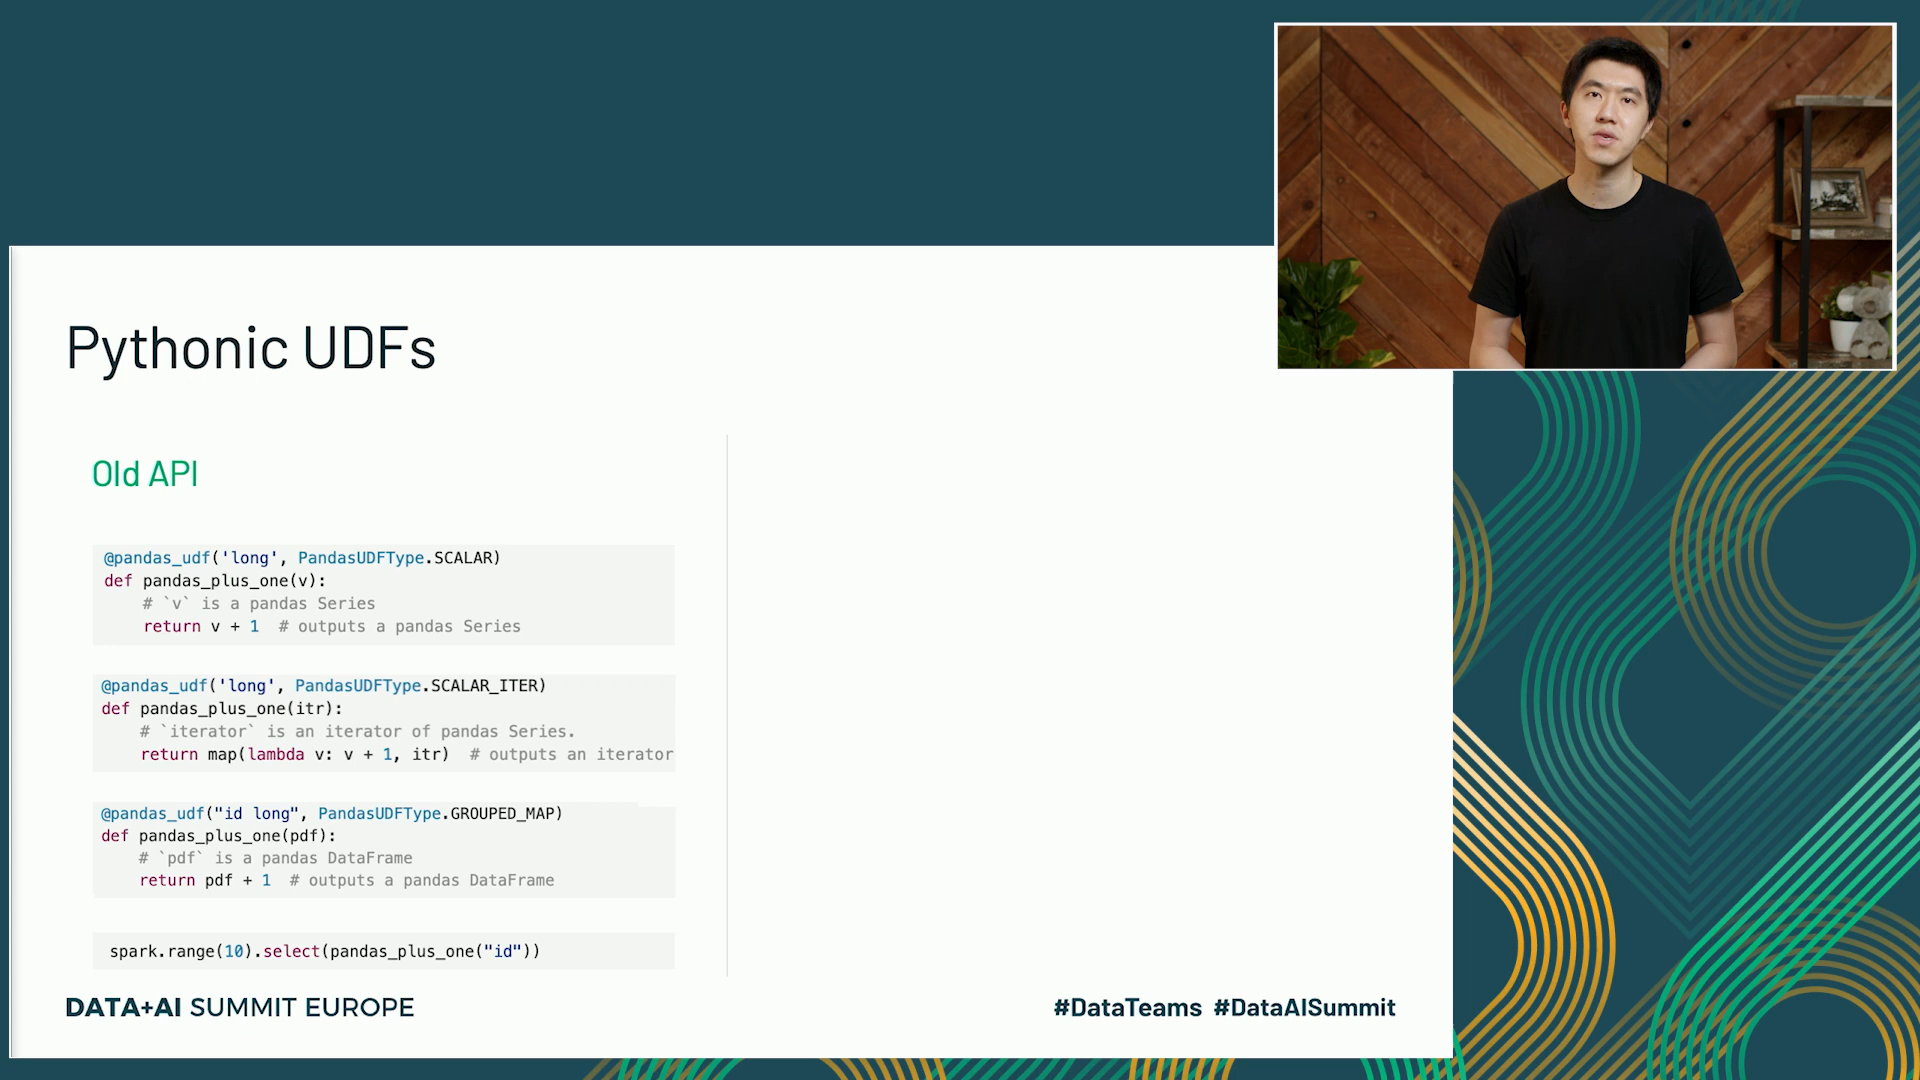 Pythonic UDFs
Old API
@pandas_udf('long', PandasUDFType.SCALAR)
def pandas_plus_one(v):
    # `v` is a pandas Series
    return v + 1  # outputs a pandas Series
@pandas_udf('long', PandasUDFType.SCALAR_ITER)
def pandas_plus_one(itr):
    # `iterator` is an iterator of pandas Series.
    return map(lambda v: v + 1, itr)  # outputs an iterator
@pandas_udf("id long", PandasUDFType.GROUPED_MAP)
def pandas_plus_one(pdf):
    # `pdf` is a pandas DataFrame
    return pdf + 1  # outputs a pandas DataFrame
spark.range(10).select(pandas_plus_one("id"))
DATA+AI SUMMIT EUROPE
#DataTeams #DataAISummit